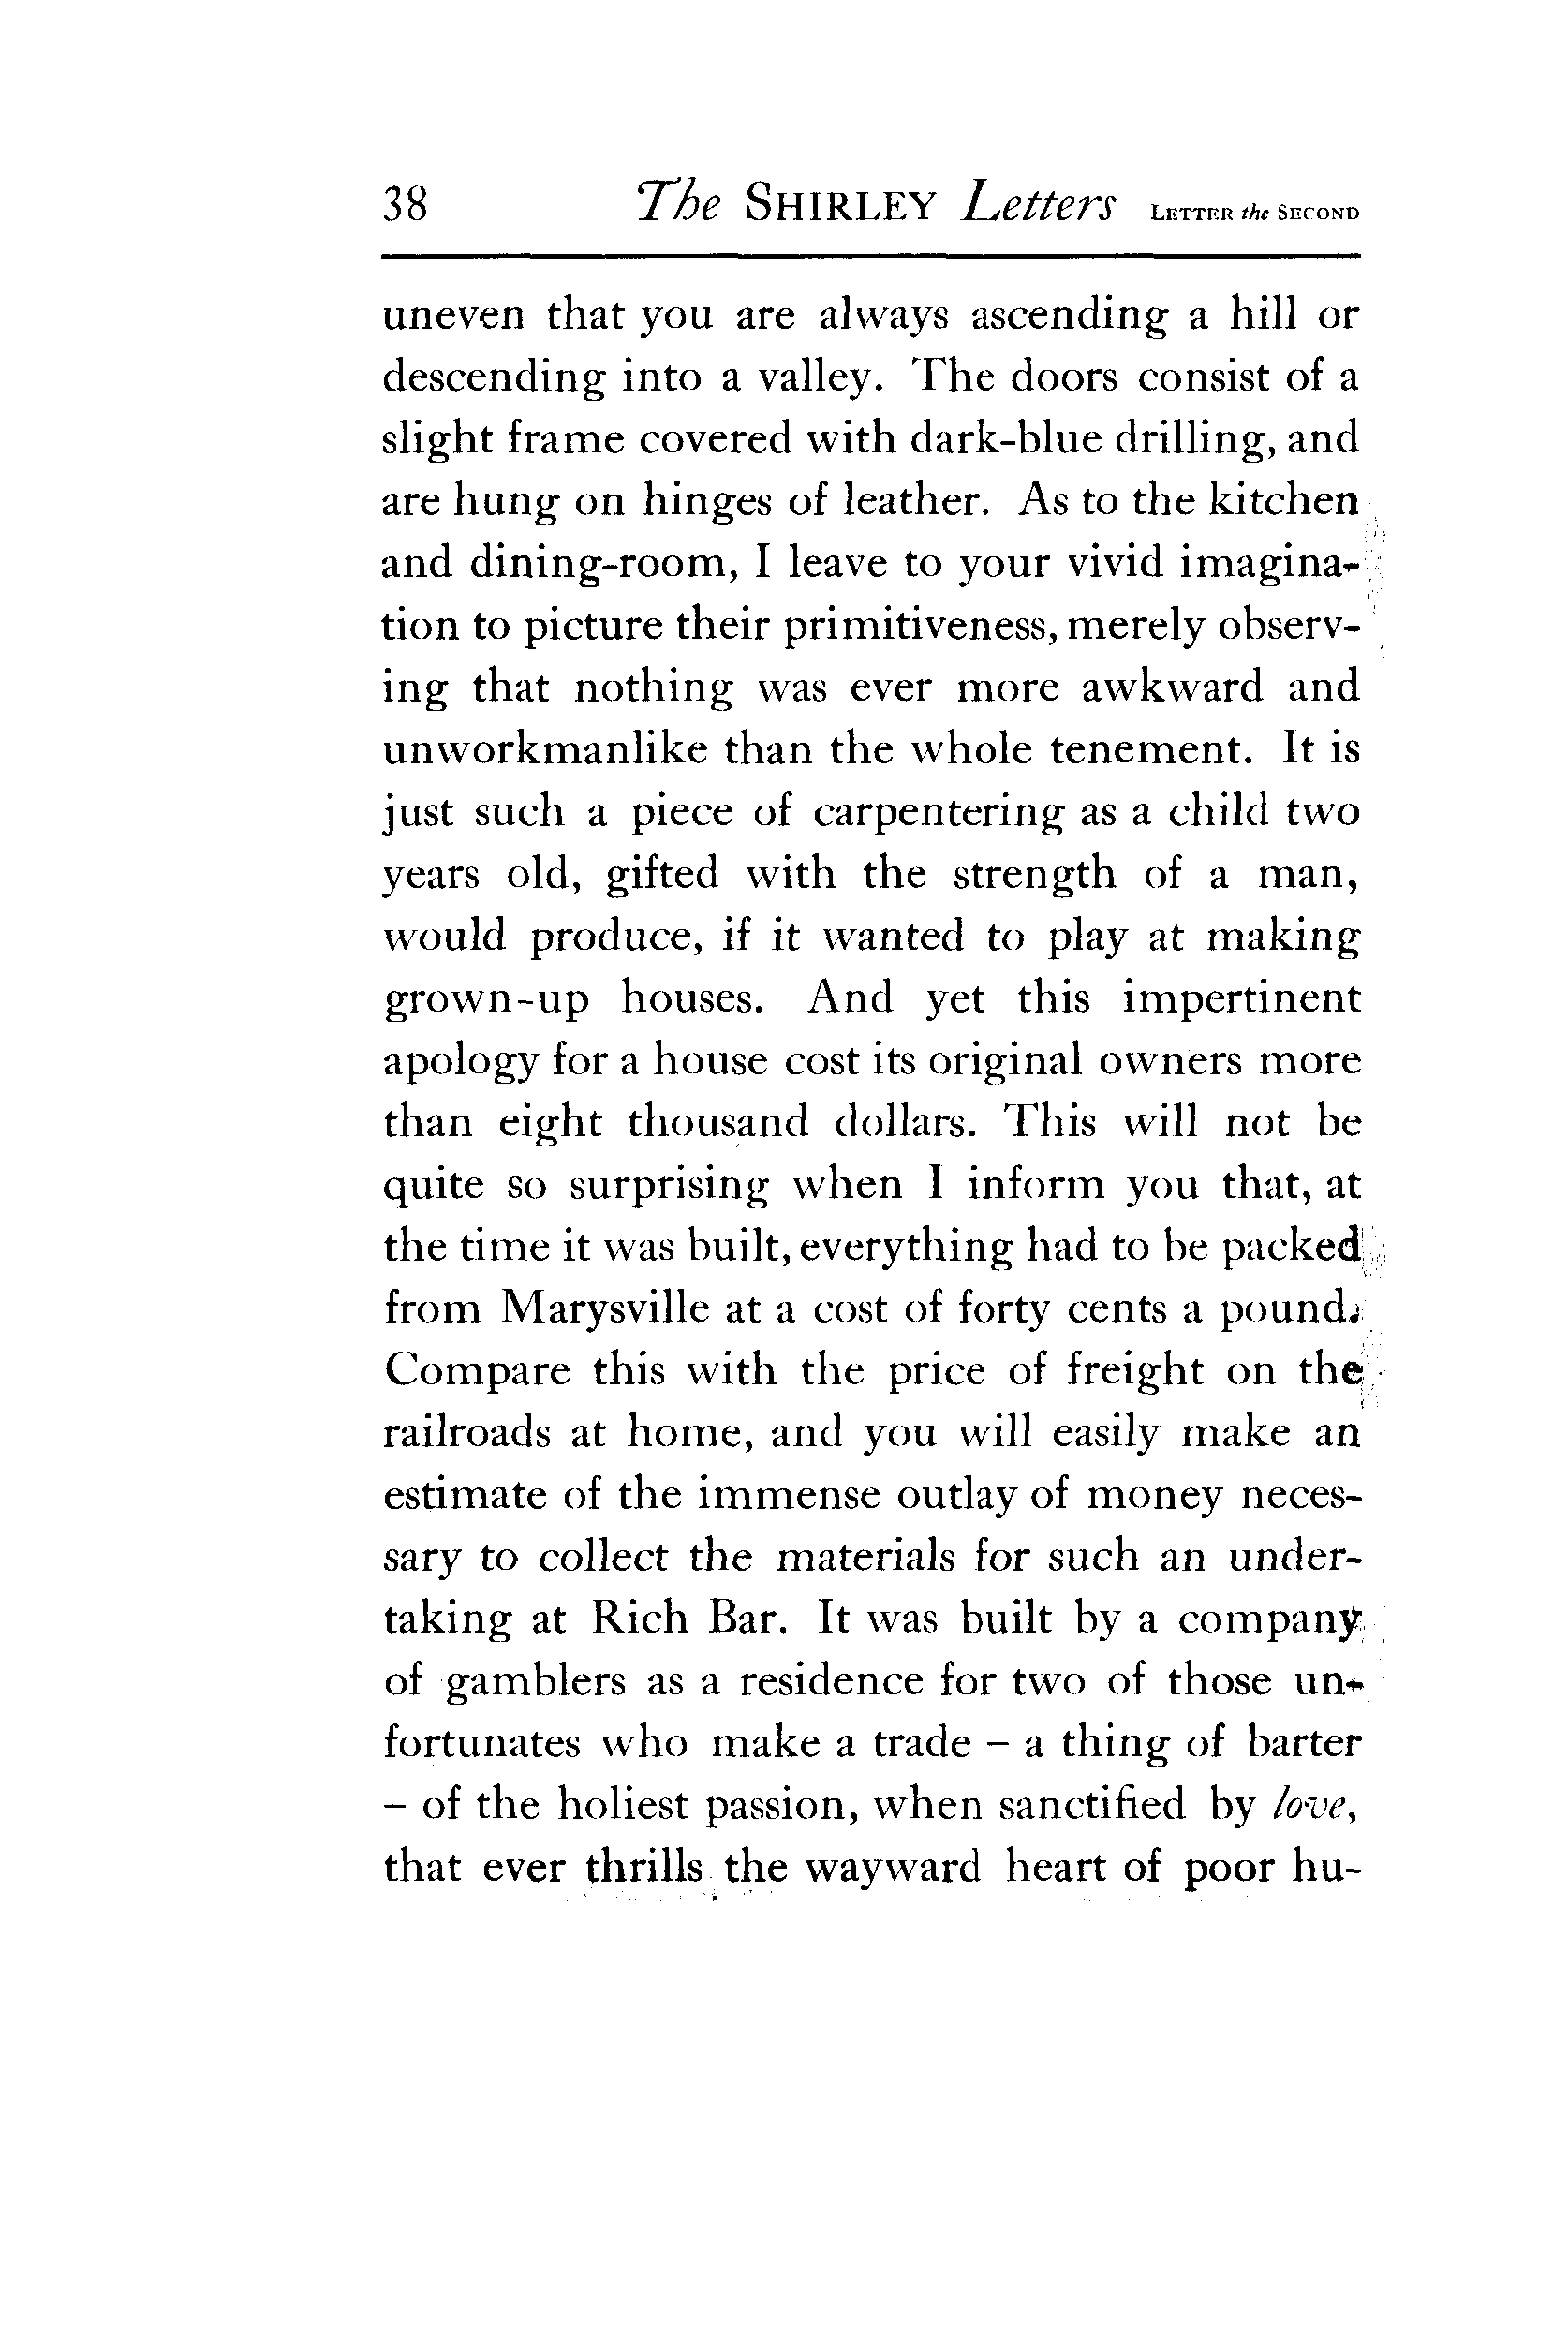 38 The SHIRLEY Letters LETTER the SECOND
uneven that you are always ascending a hill or
descending into a valley. The doors consist of a
slight frame covered with dark-blue drilling, and
are hung on hinges of leather. As to the kitchen
and dining-room, I leave to your vivid imagina-
tion to picture their primitiveness, merely observ-
ing that nothing was ever more awkward and
unworkmanlike than the whole tenement. It is
just such a piece of carpentering as a child two
years old, gifted with the strength of a man,
would produce, if it wanted to play at making
grown-up houses. And yet this impertinent
apology for a house cost its original owners more
than eight thousand dollars. This will not be
quite so surprising when I inform you that, at
the time it was built, everything had to be packed
from Marysville at a cost of forty cents a pound.
Compare this with the price of freight on the
railroads at home, and you will easily make an
estimate of the immense outlay of money neces-
sary to collect the materials for such an under-
taking at Rich Bar. It was built by a company
of gamblers as a residence for two of those un-
fortunates who make a trade – a thing of barter
– of the holiest passion, when sanctified by love,
that ever thrills the wayward heart of poor hu-